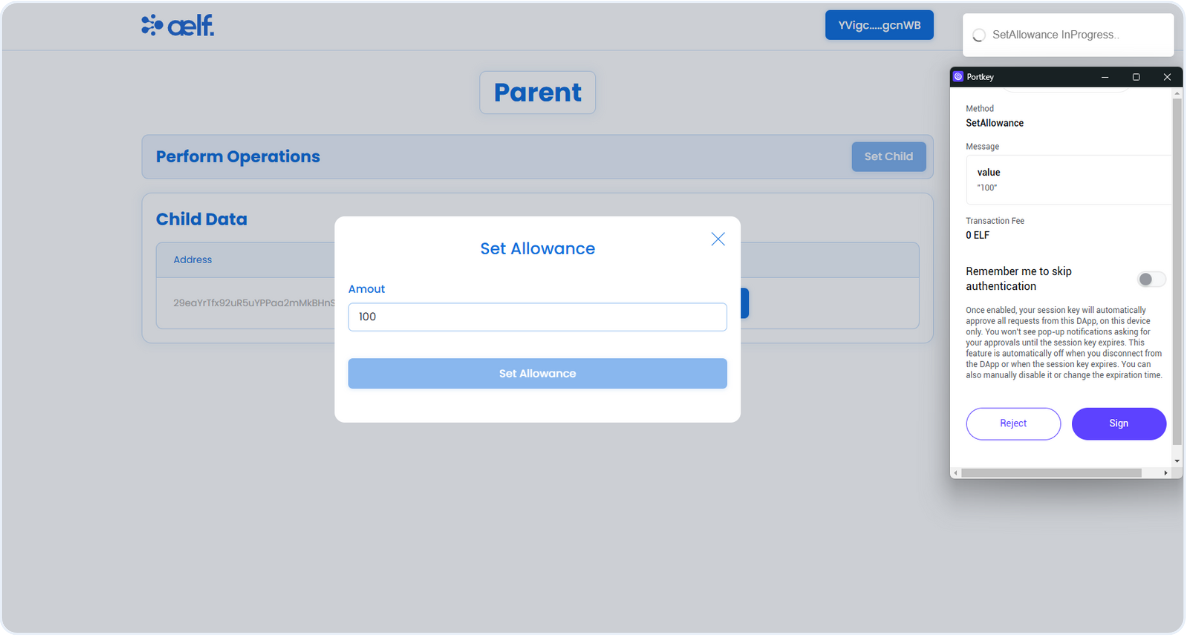 aelf.
YVigc.....gcnWB
SetAllowance InProgress..
Portkey
Parent
Method
SetAllowance
Message
value
"100"
Transaction Fee
0 ELF
Remember me to skip
authentication
Once enabled, your session key will automatically
approve all requests from this DApp, on this device
only. You won't see pop-up notifications asking for
your approvals until the session key expires. This
feature is automatically off when you disconnect from
the DApp or when the session key expires. You can
also manually disable it or change the expiration time.
Reject
Sign
Perform Operations
Set Child
Child Data
Address
29eaYrTfx92uR5uYPPaa2mMkBHnS
Set Allowance
Amout
100
Set Allowance